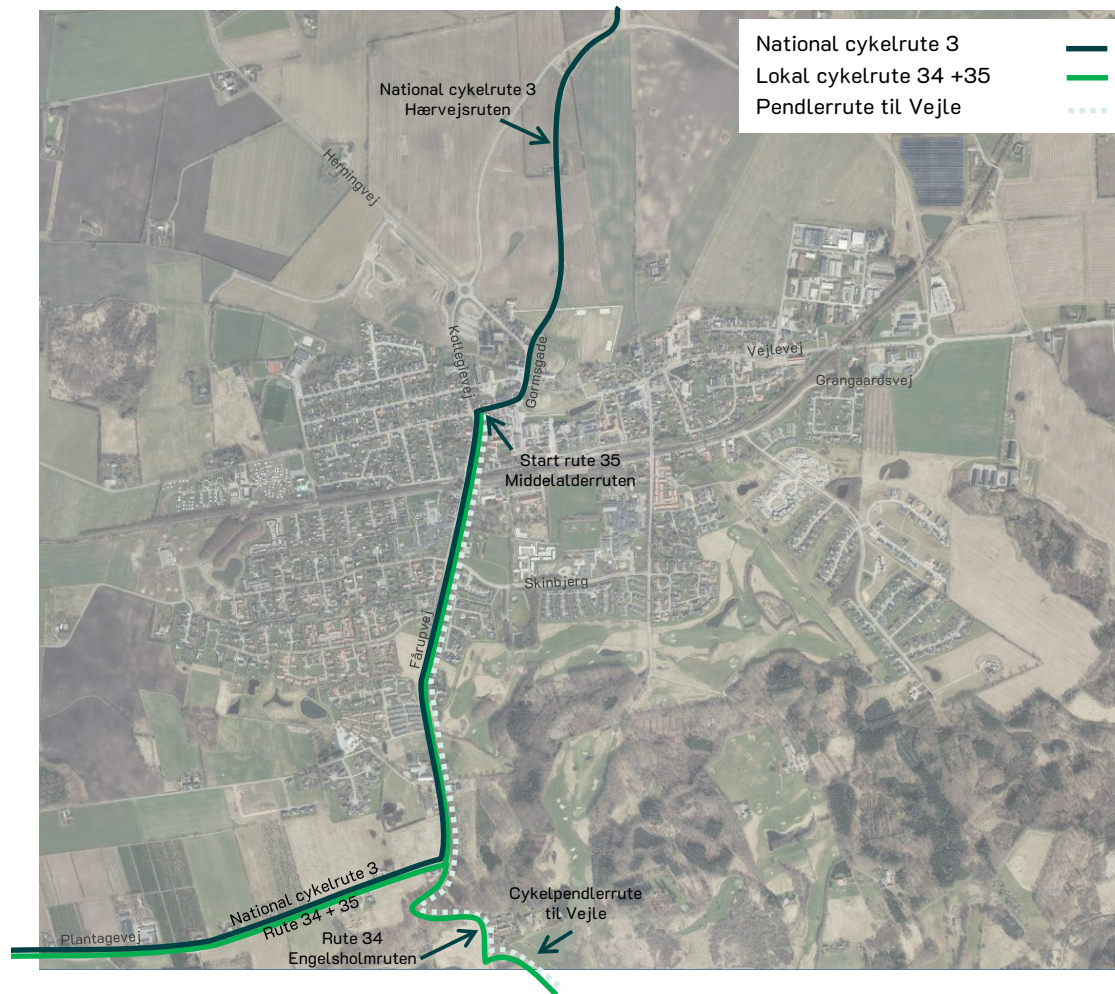 National cykelrute 3
Lokal cykelrute 34 +35
Pendlerrute til Vejle
National cykelrute 3
Hærvejsruten
Herningvej
Kollegievej
Gormsgade
Vejlevej
Grangaardsvej
Start rute 35
Middelalderruten
Skinbjerg
Fårupvej
National cykelrute 3
Rute 34 + 35
Plantagevej
Cykelpendlerrute
til Vejle
Rute 34
Engelsholmruten